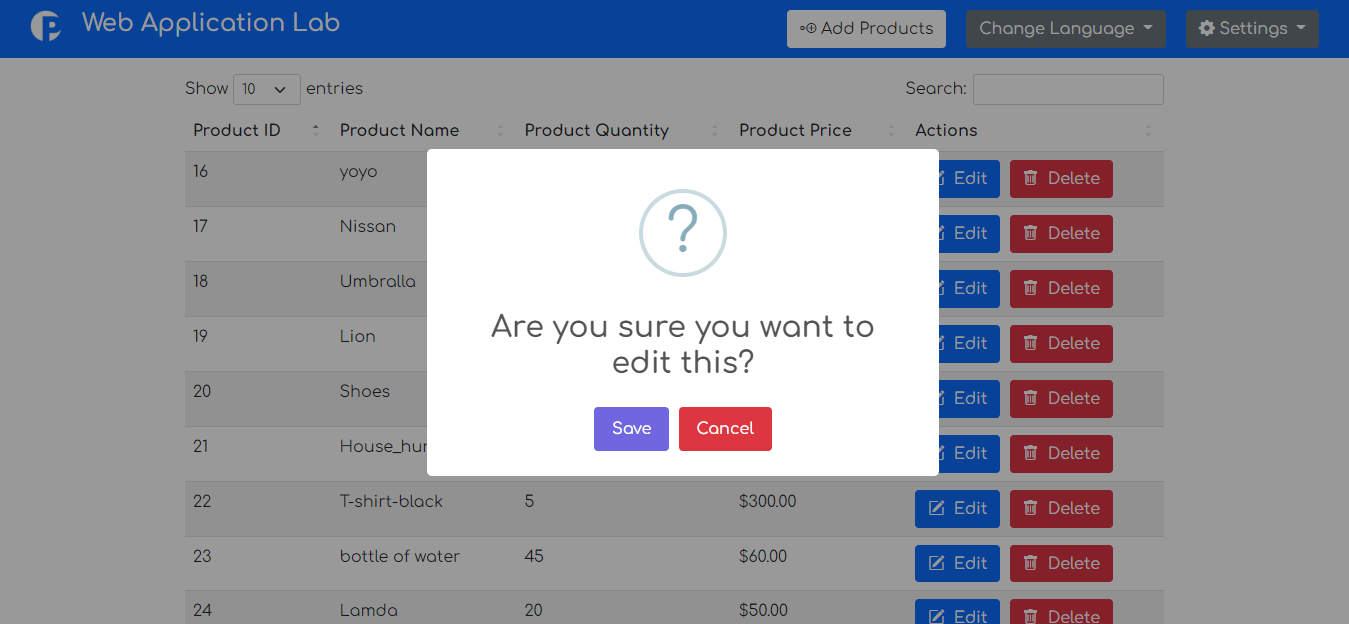 Web Application Lab
Add Products
Change Language
Settings
Show 10 entries
Search:
Product ID Product Name Product Quantity Product Price Actions
16 yoyo Edit Delete
17 Nissan Edit Delete
18 Umbralla Edit Delete
?
19 Lion Edit Delete
Are you sure you want to
edit this?
20 Shoes Edit Delete
Save Cancel
21 House_hur Edit Delete
22 T-shirt-black 5 $300.00 Edit Delete
23 bottle of water 45 $60.00 Edit Delete
24 Lamda 20 $50.00 Edit Delete